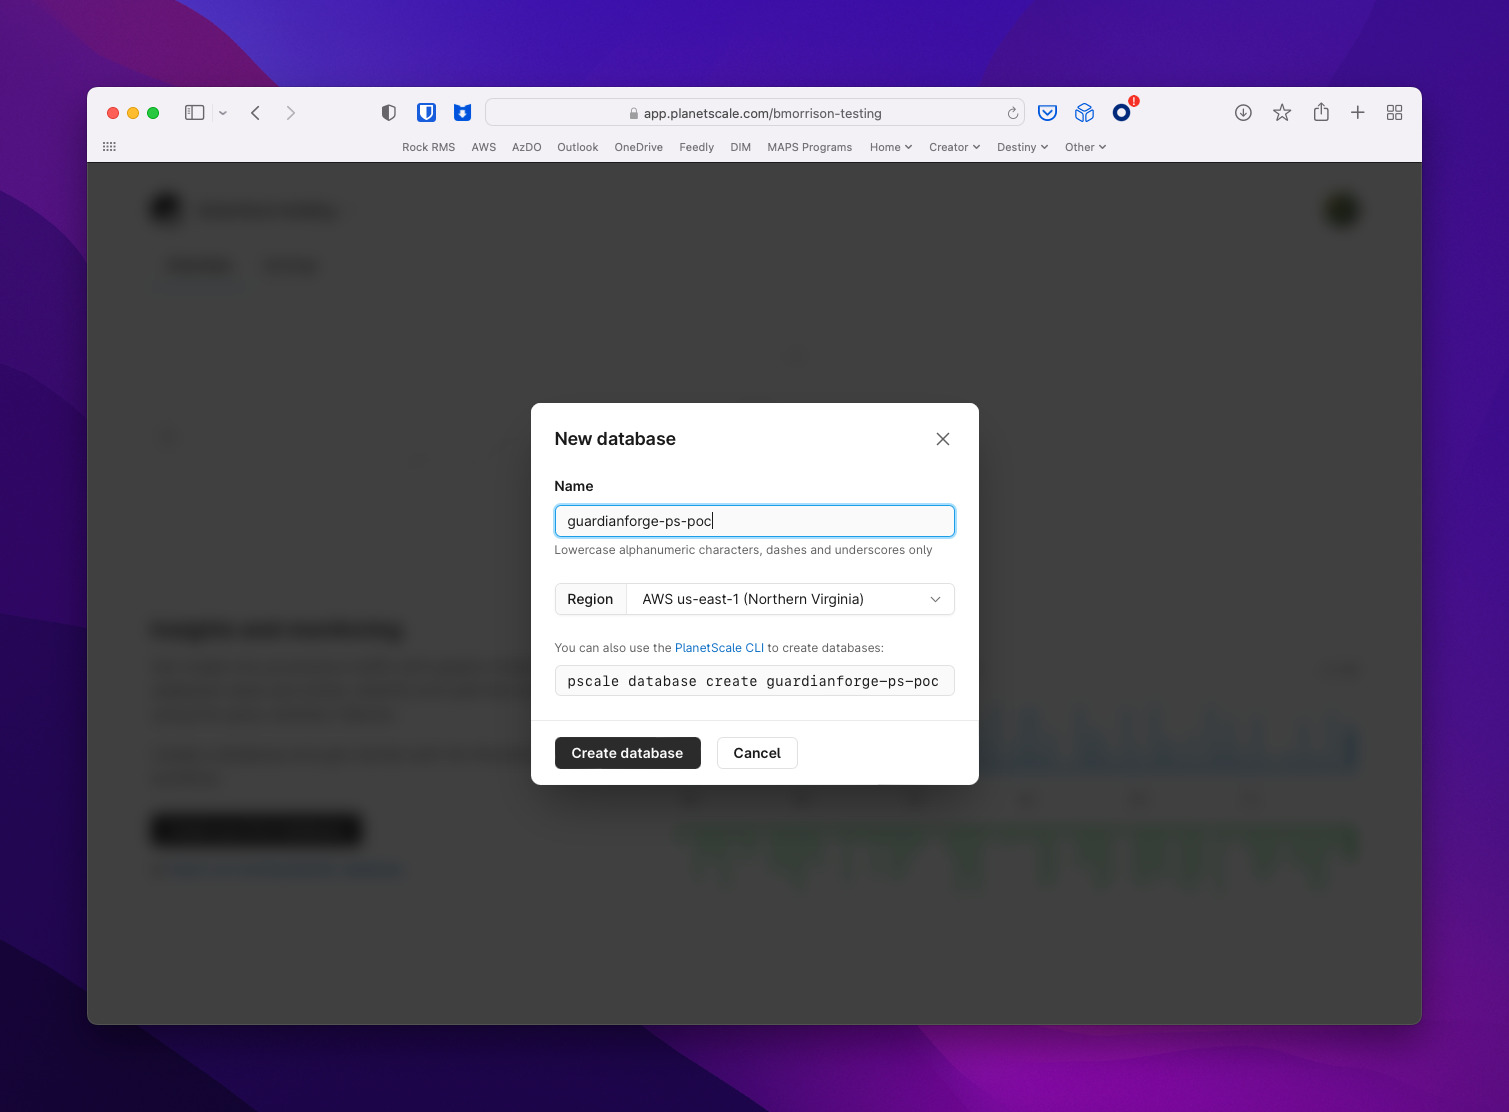 app.planetscale.com/bmorrison-testing
Rock RMS AWS AzDO Outlook OneDrive Feedly DIM MAPS Programs Home Creator Destiny Other
New database
Name
guardianforge-ps-poc
Lowercase alphanumeric characters, dashes and underscores only
Region AWS us-east-1 (Northern Virginia)
You can also use the PlanetScale CLI to create databases:
pscale database create guardianforge-ps-poc
Create database Cancel
Insights and monitoring